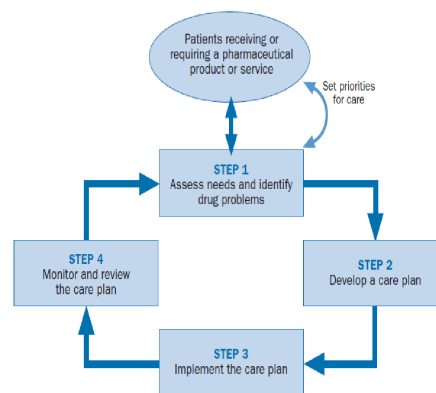 Patients receiving or
requiring a pharmaceutical
product or service
Set priorities
for care
STEP 1
Assess needs and identify
drug problems
STEP 2
Develop a care plan
STEP 3
Implement the care plan
STEP 4
Monitor and review
the care plan